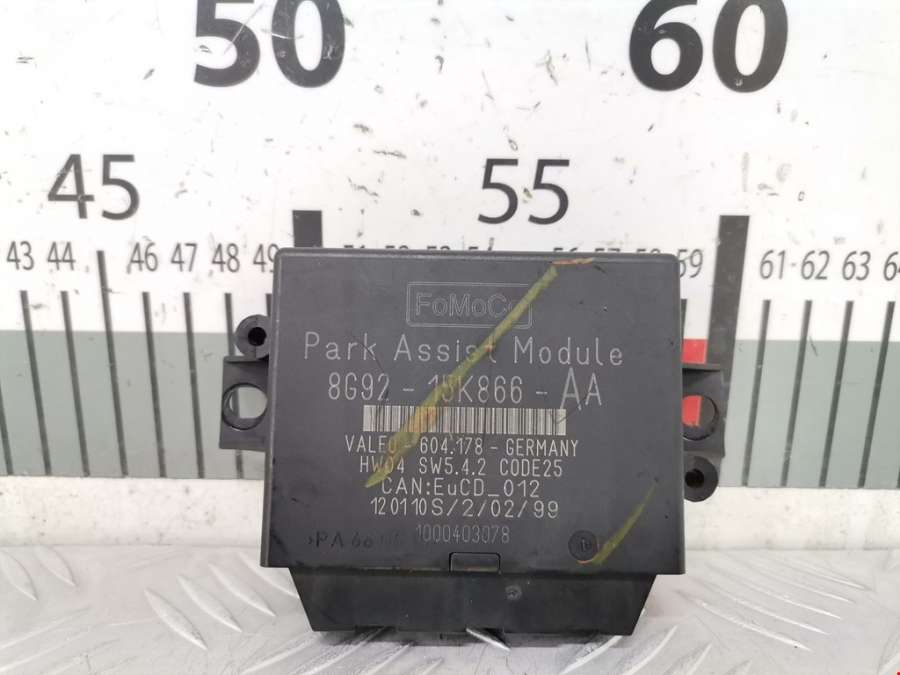 50 60
45 55
43 44 46 47 48 49 59 61 62 63
FoMoCo
Park Assist Module
8G92 - 15K866 - AA
VALEO - 604.178 - GERMANY
HW04 SW5.4.2 CODE25
CAN:EuCD_012
120110S/2/02/99
1000403078